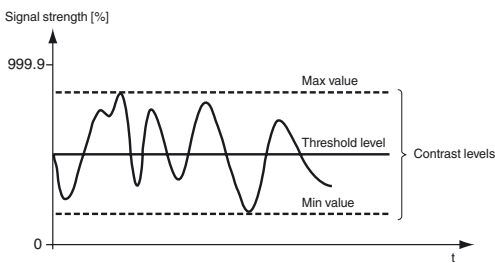 Signal strength [%]
999.9
Max value
Threshold level
Contrast levels
Min value
0
t